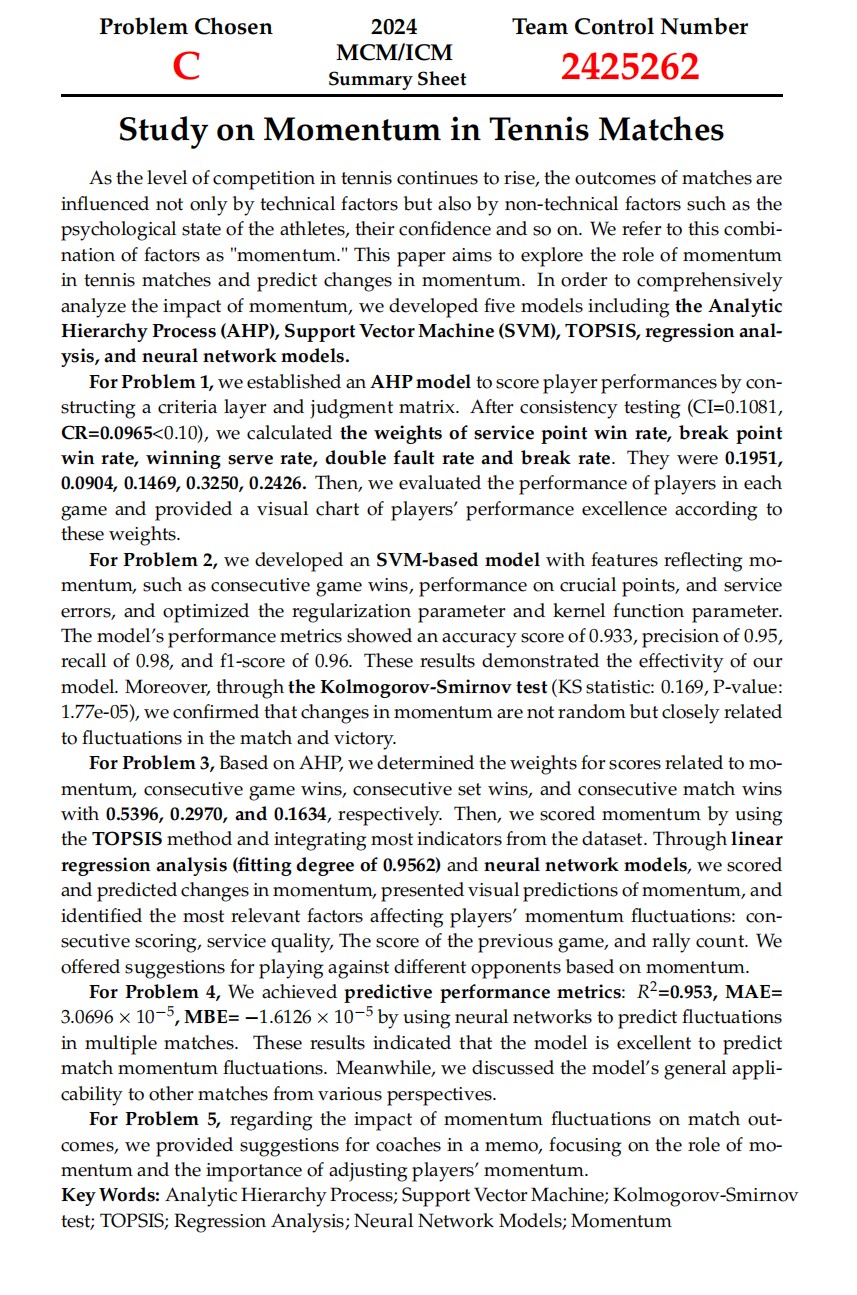 Problem Chosen
C
2024
MCM/ICM
Summary Sheet
Team Control Number
2425262
Study on Momentum in Tennis Matches
As the level of competition in tennis continues to rise, the outcomes of matches are
influenced not only by technical factors but also by non-technical factors such as the
psychological state of the athletes, their confidence and so on. We refer to this combi-
nation of factors as "momentum." This paper aims to explore the role of momentum
in tennis matches and predict changes in momentum. In order to comprehensively
analyze the impact of momentum, we developed five models including the Analytic
Hierarchy Process (AHP), Support Vector Machine (SVM), TOPSIS, regression anal-
ysis, and neural network models.
For Problem 1, we established an AHP model to score player performances by con-
structing a criteria layer and judgment matrix. After consistency testing (CI=0.1081,
CR=0.0965<0.10), we calculated the weights of service point win rate, break point
win rate, winning serve rate, double fault rate and break rate. They were 0.1951,
0.0904, 0.1469, 0.3250, 0.2426. Then, we evaluated the performance of players in each
game and provided a visual chart of players' performance excellence according to
these weights.
For Problem 2, we developed an SVM-based model with features reflecting mo-
mentum, such as consecutive game wins, performance on crucial points, and service
errors, and optimized the regularization parameter and kernel function parameter.
The model's performance metrics showed an accuracy score of 0.933, precision of 0.95,
recall of 0.98, and f1-score of 0.96. These results demonstrated the effectivity of our
model. Moreover, through the Kolmogorov-Smirnov test (KS statistic: 0.169, P-value:
1.77e-05), we confirmed that changes in momentum are not random but closely related
to fluctuations in the match and victory.
For Problem 3, Based on AHP, we determined the weights for scores related to mo-
mentum, consecutive game wins, consecutive set wins, and consecutive match wins
with 0.5396, 0.2970, and 0.1634, respectively. Then, we scored momentum by using
the TOPSIS method and integrating most indicators from the dataset. Through linear
regression analysis (fitting degree of 0.9562) and neural network models, we scored
and predicted changes in momentum, presented visual predictions of momentum, and
identified the most relevant factors affecting players' momentum fluctuations: con-
secutive scoring, service quality, The score of the previous game, and rally count. We
offered suggestions for playing against different opponents based on momentum.
For Problem 4, We achieved predictive performance metrics: R²=0.953, MAE=
3.0696 × 10⁻⁵, MBE= −1.6126 × 10⁻⁵ by using neural networks to predict fluctuations
in multiple matches. These results indicated that the model is excellent to predict
match momentum fluctuations. Meanwhile, we discussed the model's general appli-
cability to other matches from various perspectives.
For Problem 5, regarding the impact of momentum fluctuations on match out-
comes, we provided suggestions for coaches in a memo, focusing on the role of mo-
mentum and the importance of adjusting players' momentum.
Key Words: Analytic Hierarchy Process; Support Vector Machine; Kolmogorov-Smirnov
test; TOPSIS; Regression Analysis; Neural Network Models; Momentum